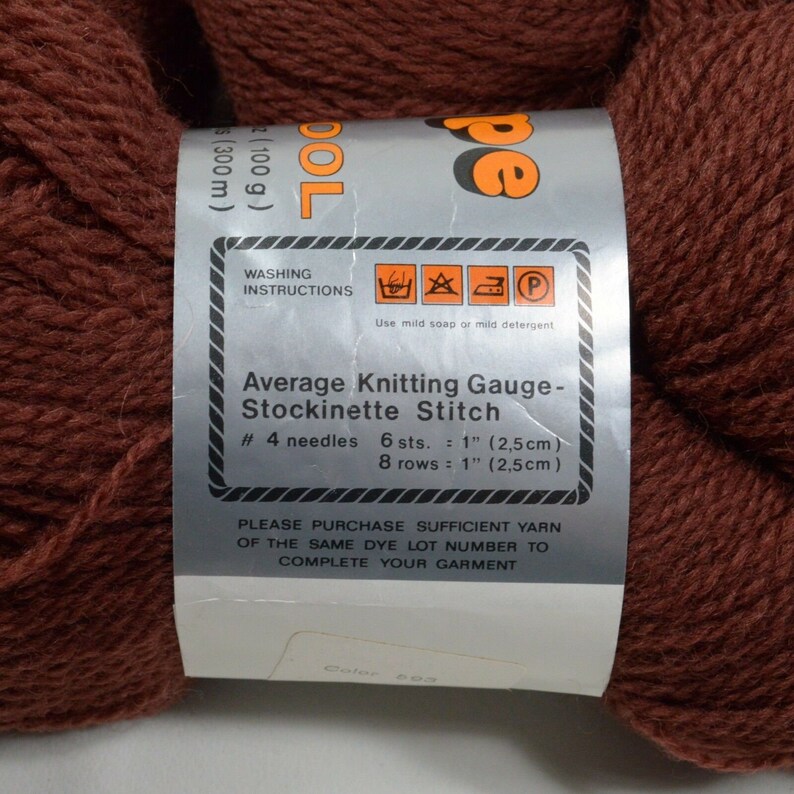 pe
OOL
z (100 g)
s (300 m)
WASHING
INSTRUCTIONS
P
Use mild soap or mild detergent
Average Knitting Gauge-
Stockinette Stitch
# 4 needles 6 sts. = 1" (2,5cm)
8 rows = 1" (2,5cm)
PLEASE PURCHASE SUFFICIENT YARN
OF THE SAME DYE LOT NUMBER TO
COMPLETE YOUR GARMENT
Color 593